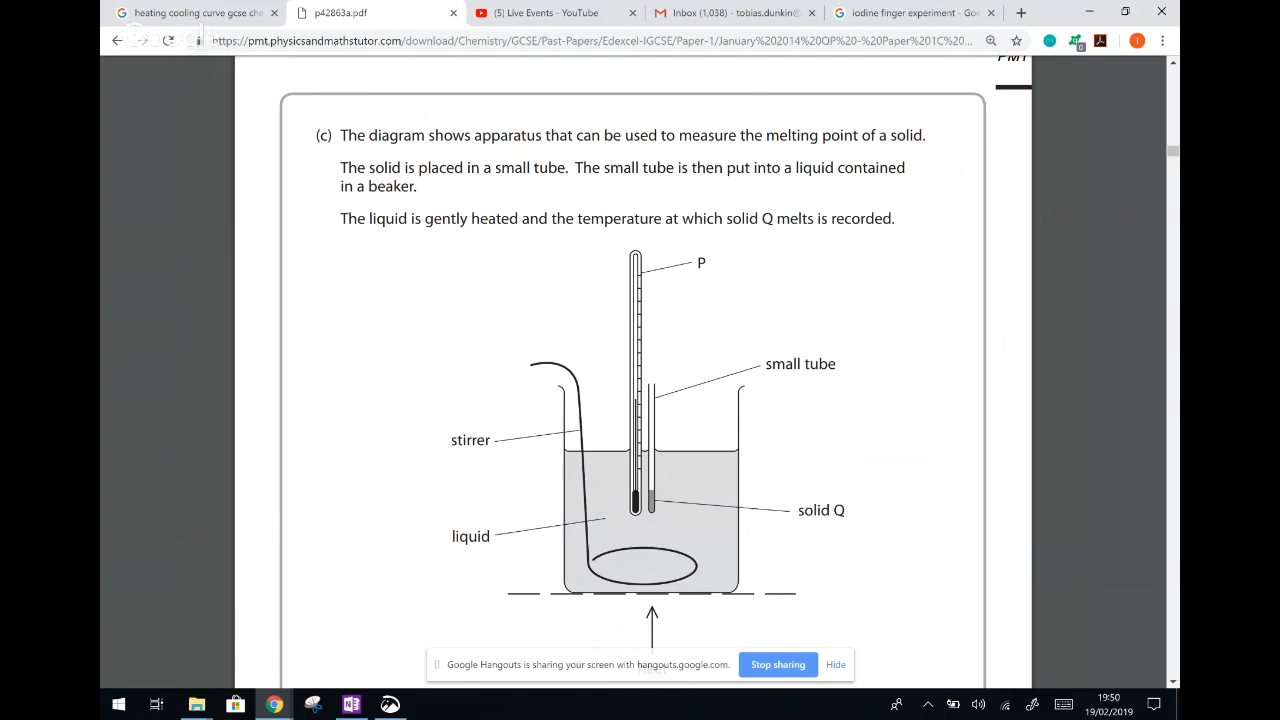 heating cooling curve gcse che
p42863a.pdf
(5) Live Events - YouTube
Inbox (1,038) - tobias.dunkin@
iodine finger experiment - Goo
https://pmt.physicsandmathstutor.com/download/Chemistry/GCSE/Past-Papers/Edexcel-IGCSE/Paper-1/January%202014%20QP%20-%20Paper%201C%20...
0
T
PMT
(c) The diagram shows apparatus that can be used to measure the melting point of a solid.
The solid is placed in a small tube. The small tube is then put into a liquid contained
in a beaker.
The liquid is gently heated and the temperature at which solid Q melts is recorded.
P
small tube
stirrer
solid Q
liquid
Google Hangouts is sharing your screen with hangouts.google.com.
Stop sharing
Hide
19:50
19/02/2019